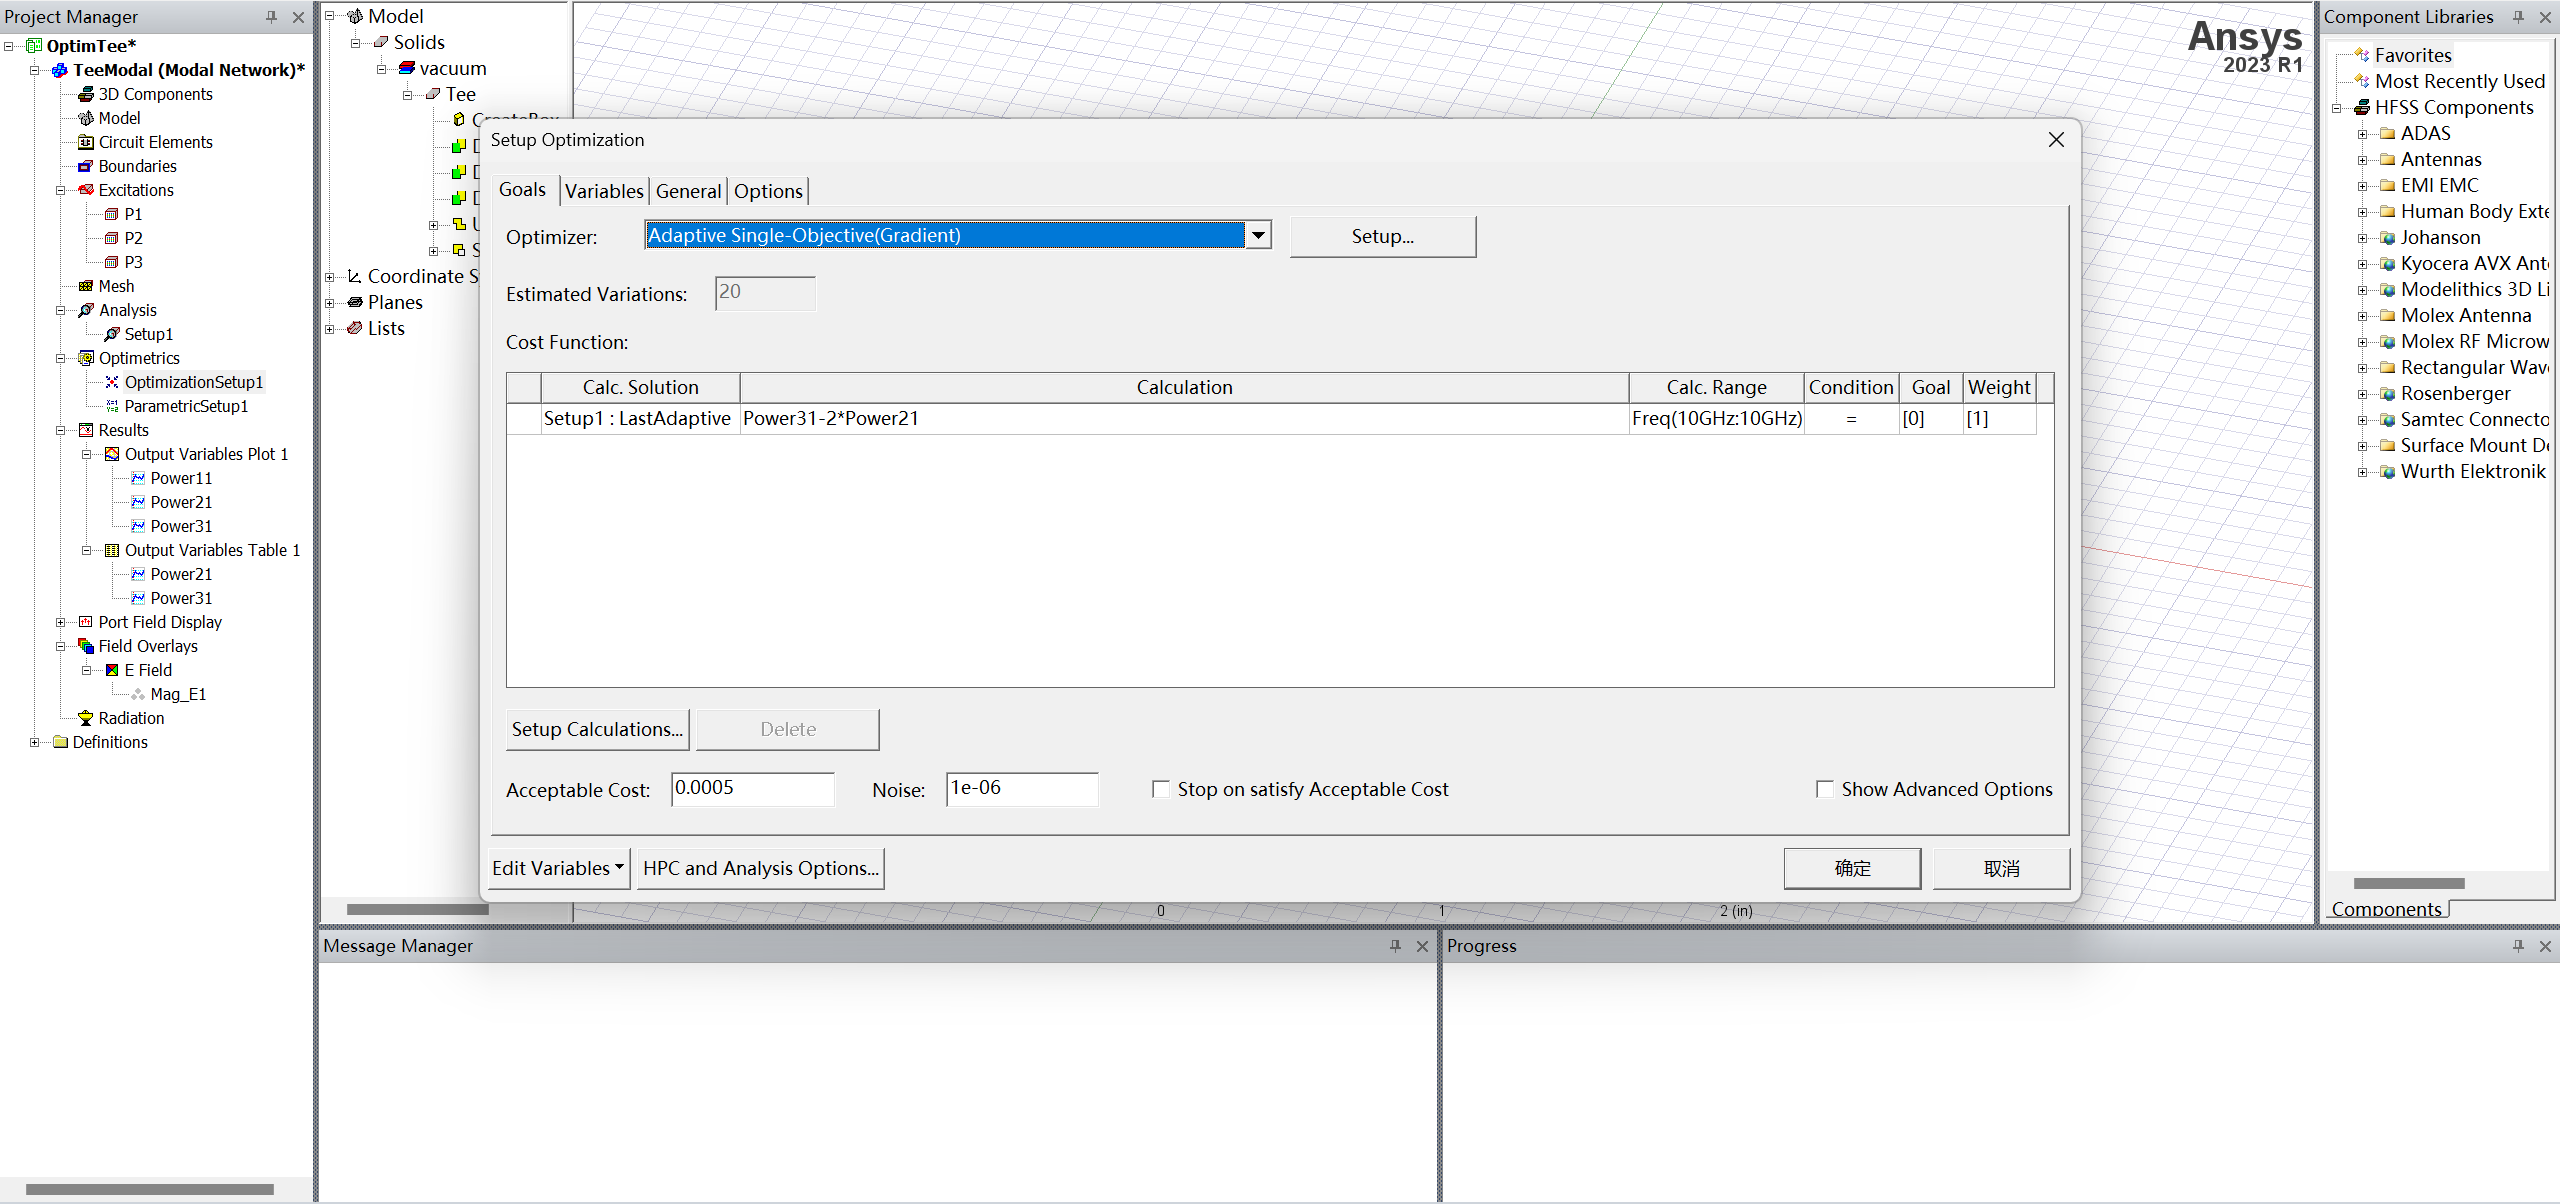 Project Manager
OptimTee*
TeeModal (Modal Network)*
3D Components
Model
Circuit Elements
Boundaries
Excitations
P1
P2
P3
Mesh
Analysis
Setup1
Optimetrics
OptimizationSetup1
ParametricSetup1
Results
Output Variables Plot 1
Power11
Power21
Power31
Output Variables Table 1
Power21
Power31
Port Field Display
Field Overlays
E Field
Mag_E1
Radiation
Definitions
Model
Solids
vacuum
Tee
CreateBox
Coordinate S
Planes
Lists
Ansys
2023 R1
Setup Optimization
Goals Variables General Options
Optimizer: Adaptive Single-Objective(Gradient) Setup...
Estimated Variations: 20
Cost Function:
Calc. Solution Calculation Calc. Range Condition Goal Weight
Setup1 : LastAdaptive Power31-2*Power21 Freq(10GHz:10GHz) = [0] [1]
Setup Calculations... Delete
Acceptable Cost: 0.0005 Noise: 1e-06 Stop on satisfy Acceptable Cost Show Advanced Options
Edit Variables HPC and Analysis Options... 确定 取消
0 1 2 (in)
Component Libraries
Favorites
Most Recently Used
HFSS Components
ADAS
Antennas
EMI EMC
Human Body Exte
Johanson
Kyocera AVX Ant
Modelithics 3D Li
Molex Antenna
Molex RF Microw
Rectangular Wav
Rosenberger
Samtec Connecto
Surface Mount De
Wurth Elektronik
Components
Message Manager
Progress